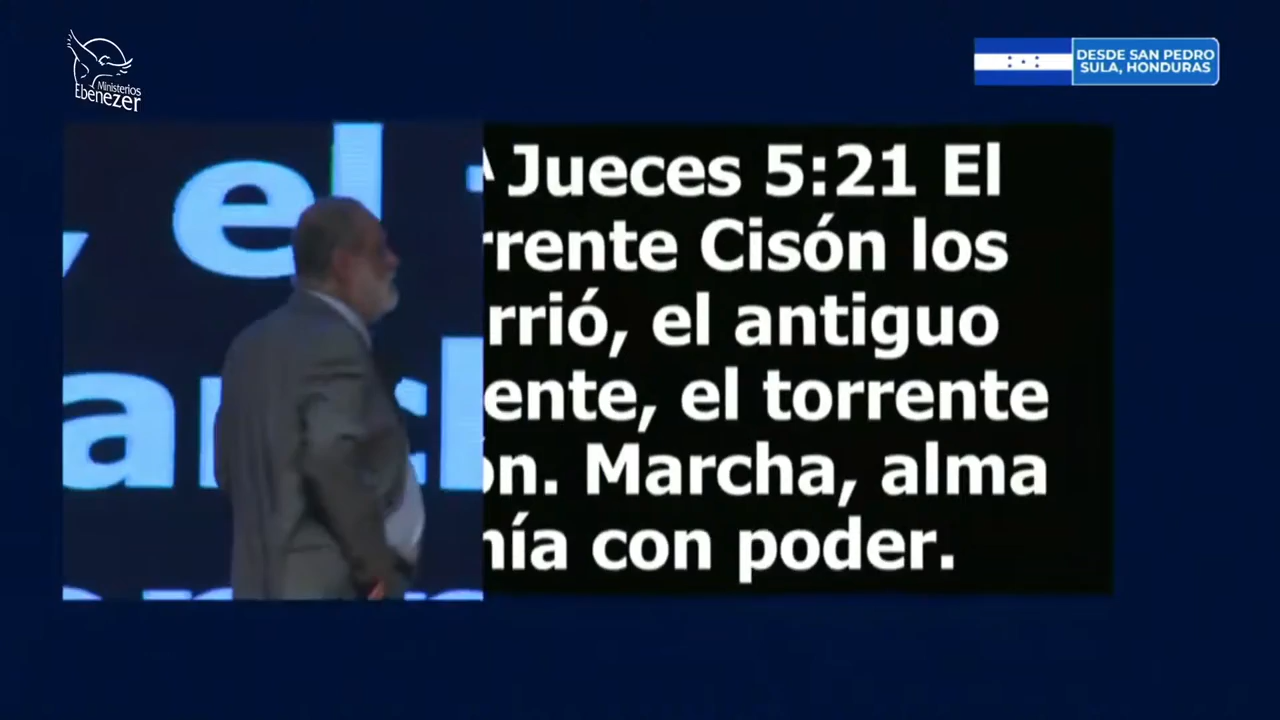 Ministerios
Ebenezer
DESDE SAN PEDRO
SULA, HONDURAS
, el
Jueces 5:21 El
rrente Cisón los
rrió, el antiguo
ente, el torrente
ón. Marcha, alma
nía con poder.